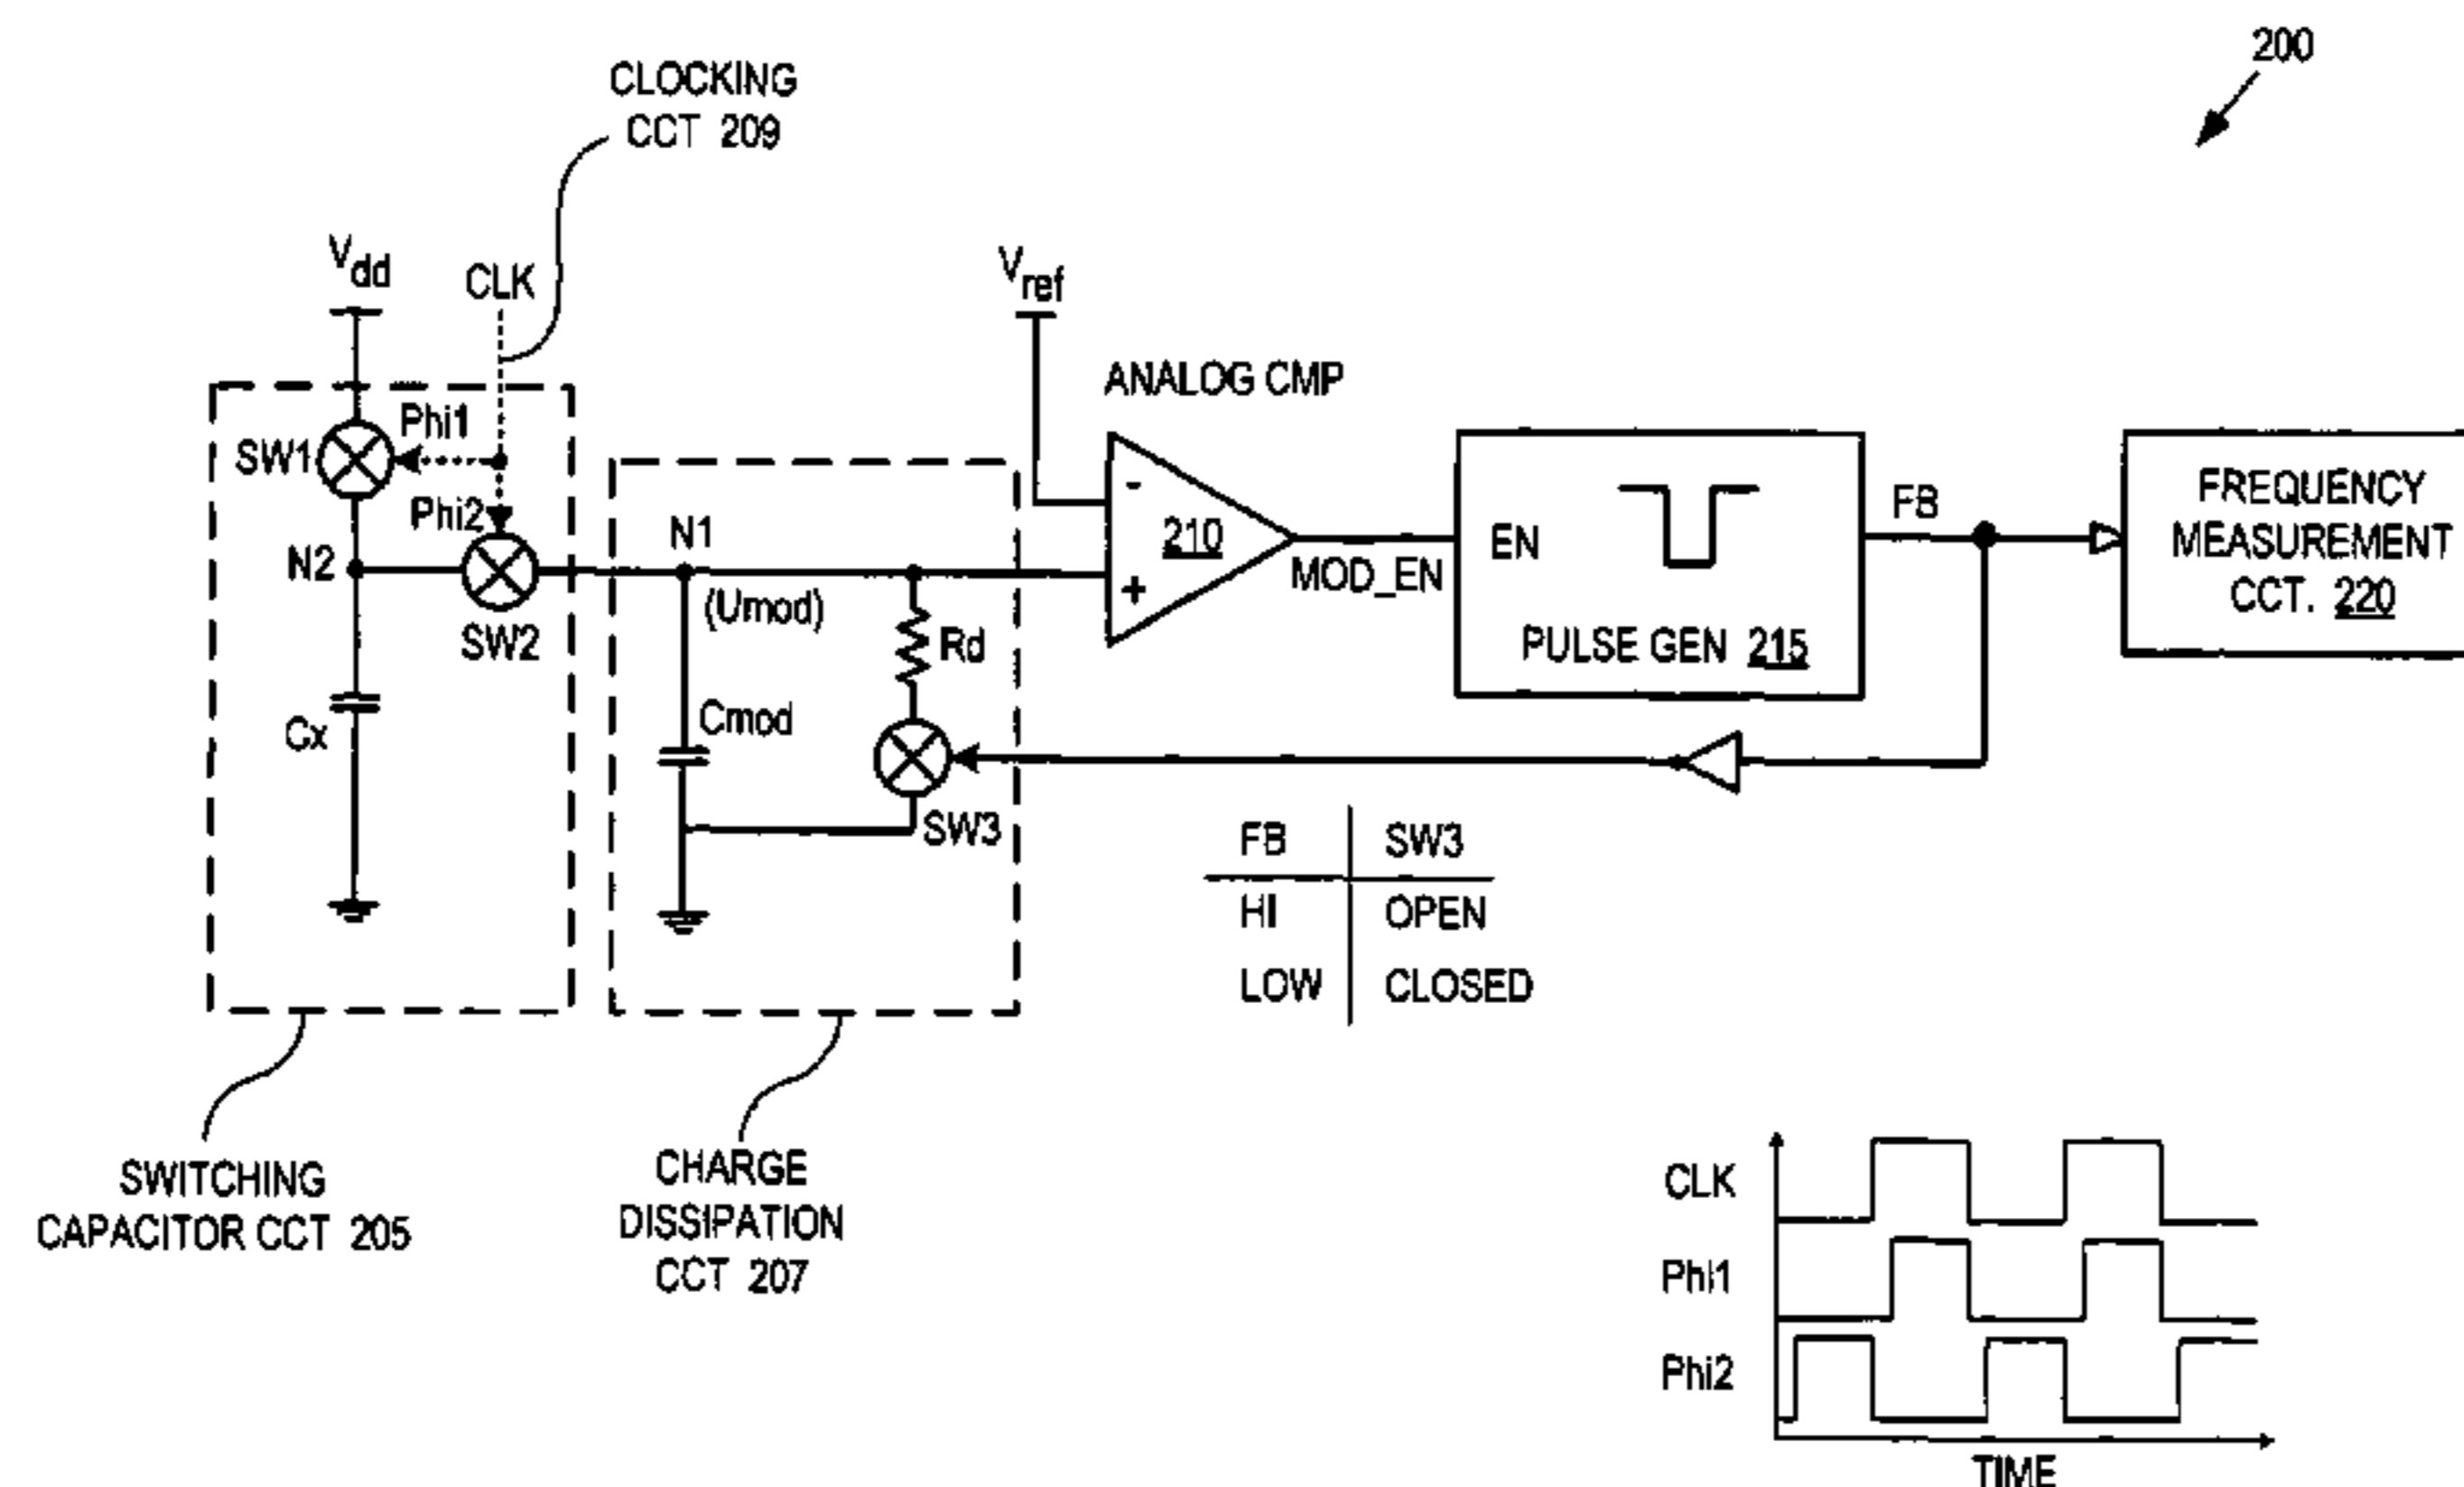 200
CLOCKING
CCT 209
Vdd
CLK
Vref
ANALOG CMP
SW1
Phi1
Phi2
N2
SW2
Cx
N1
(Umod)
Rd
Cmod
SW3
-
+
210
MOD_EN
EN
PULSE GEN 215
FB
FREQUENCY
MEASUREMENT
CCT. 220
FB SW3
HI OPEN
LOW CLOSED
SWITCHING
CAPACITOR CCT 205
CHARGE
DISSIPATION
CCT 207
CLK
Phi1
Phi2
TIME